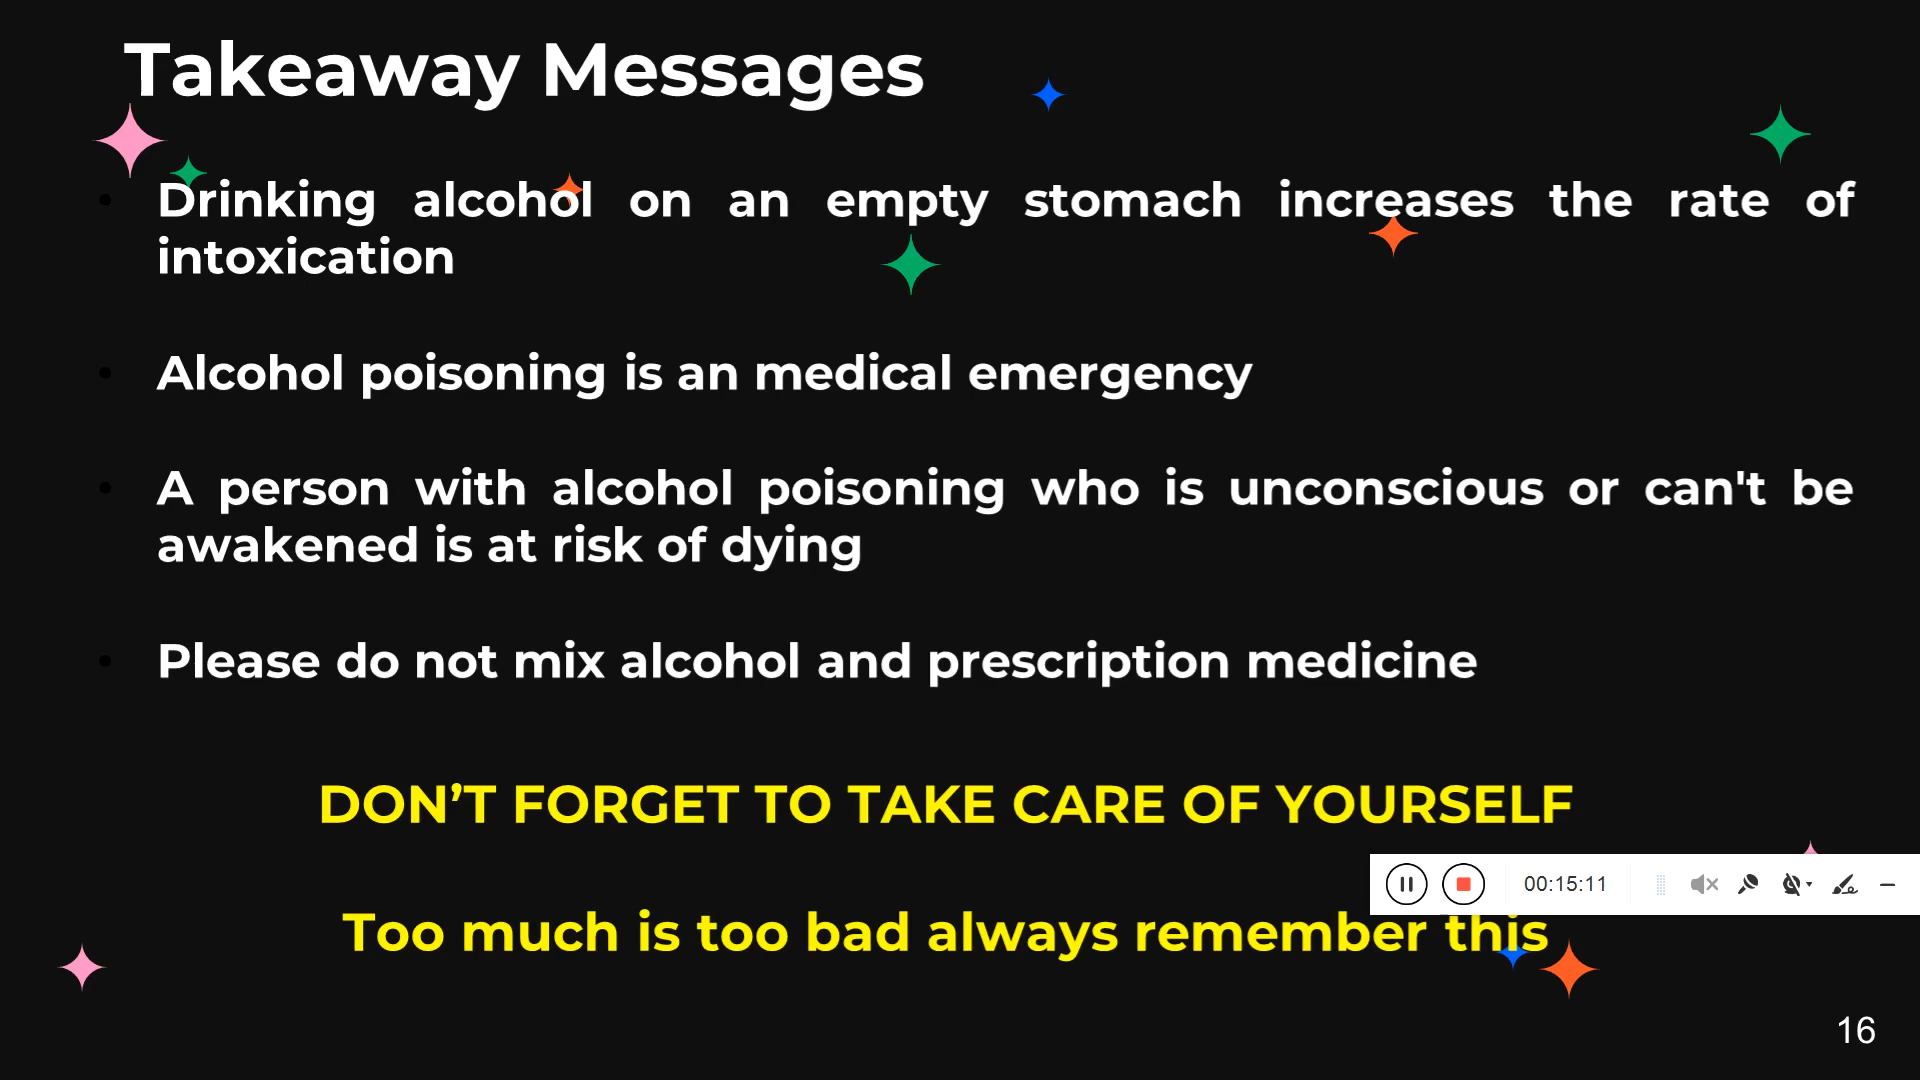 Takeaway Messages
Drinking alcohol on an empty stomach increases the rate of
intoxication
Alcohol poisoning is an medical emergency
A person with alcohol poisoning who is unconscious or can't be
awakened is at risk of dying
Please do not mix alcohol and prescription medicine
DON’T FORGET TO TAKE CARE OF YOURSELF
00:15:11
Too much is too bad always remember this
16